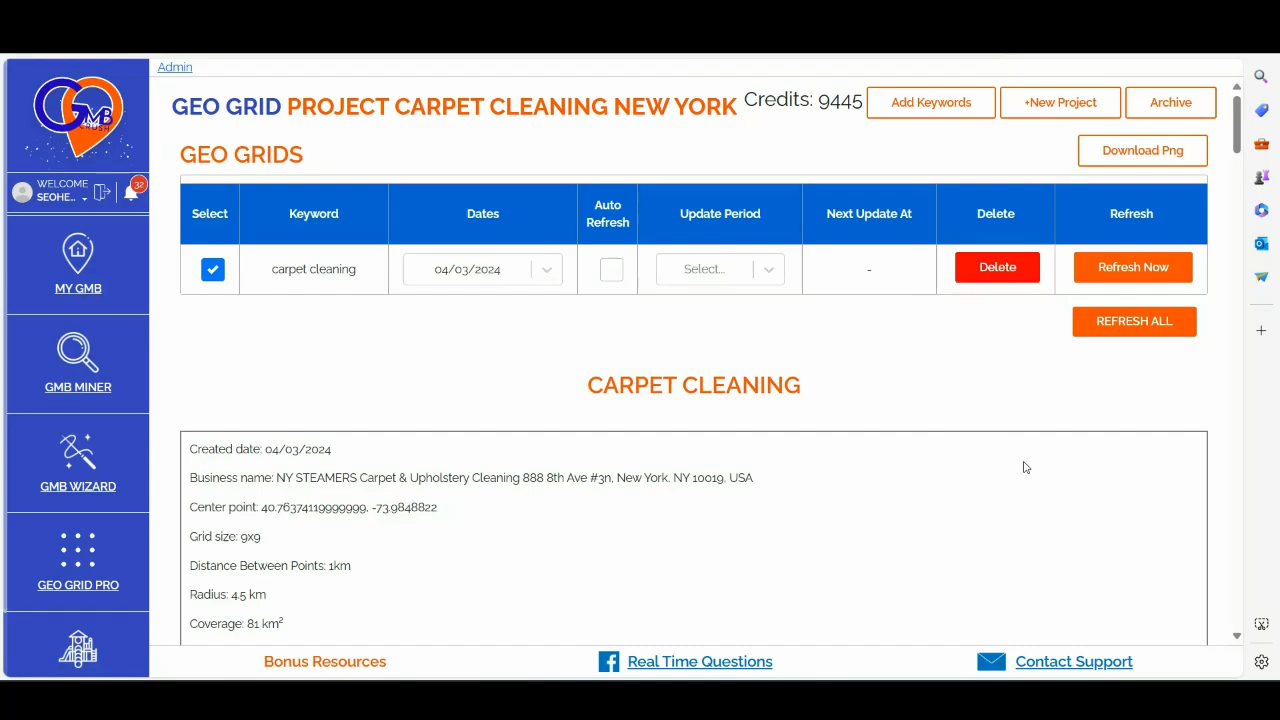 Admin
GMB
CRUSH
GEO GRID PROJECT CARPET CLEANING NEW YORK
Credits: 9445
Add Keywords
+New Project
Archive
GEO GRIDS
Download Png
WELCOME
SEOHE...
32
Select
Keyword
Dates
Auto
Refresh
Update Period
Next Update At
Delete
Refresh
carpet cleaning
04/03/2024
Select...
-
Delete
Refresh Now
REFRESH ALL
MY GMB
GMB MINER
GMB WIZARD
GEO GRID PRO
CARPET CLEANING
Created date: 04/03/2024
Business name: NY STEAMERS Carpet & Upholstery Cleaning 888 8th Ave #3n, New York, NY 10019, USA
Center point: 40.76374119999999, -73.9848822
Grid size: 9x9
Distance Between Points: 1km
Radius: 4.5 km
Coverage: 81 km²
Bonus Resources
Real Time Questions
Contact Support